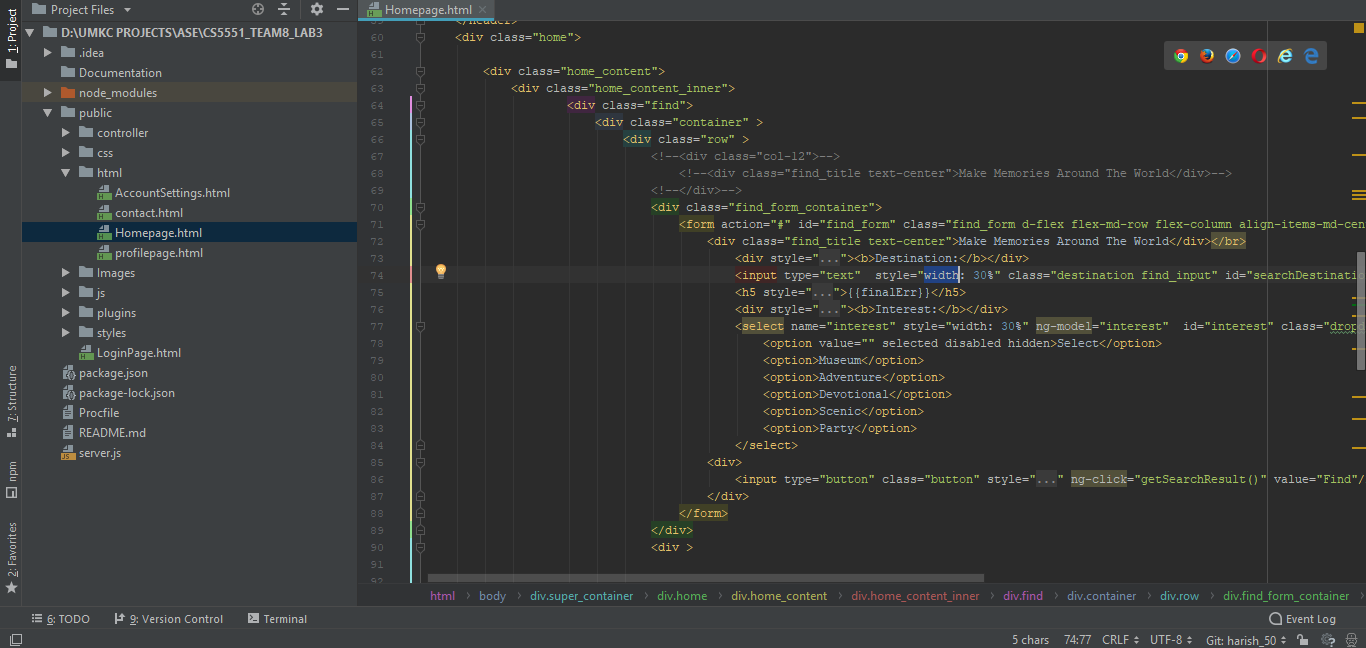 1: Project
Project Files
D:\UMKC PROJECTS\ASE\CS5551_TEAM8_LAB3
.idea
Documentation
node_modules
public
controller
css
html
AccountSettings.html
contact.html
Homepage.html
profilepage.html
Images
js
plugins
styles
LoginPage.html
package.json
package-lock.json
Procfile
README.md
server.js
7: Structure
npm
2: Favorites
Homepage.html
60 <div class="home">
61
62 <div class="home_content">
63 <div class="home_content_inner">
64 <div class="find">
65 <div class="container" >
66 <div class="row" >
67 <!--<div class="col-12">-->
68 <!--<div class="find_title text-center">Make Memories Around The World</div>-->
69 <!--</div>-->
70 <div class="find_form_container">
71 <form action="#" id="find_form" class="find_form d-flex flex-md-row flex-column align-items-md-cen
72 <div class="find_title text-center">Make Memories Around The World</div></br>
73 <div style="..."><b>Destination:</b></div>
74 <input type="text"  style="width: 30%" class="destination find_input" id="searchDestinatio
75 <h5 style="...">{{finalErr}}</h5>
76 <div style="..."><b>Interest:</b></div>
77 <select name="interest" style="width: 30%" ng-model="interest"  id="interest" class="drop
78 <option value="" selected disabled hidden>Select</option>
79 <option>Museum</option>
80 <option>Adventure</option>
81 <option>Devotional</option>
82 <option>Scenic</option>
83 <option>Party</option>
84 </select>
85 <div>
86 <input type="button" class="button" style="..." ng-click="getSearchResult()" value="Find"/
87 </div>
88 </form>
89 </div>
90 <div >
91
92
html › body › div.super_container › div.home › div.home_content › div.home_content_inner › div.find › div.container › div.row › div.find_form_container
6: TODO 9: Version Control Terminal Event Log
5 chars 74:77 CRLF UTF-8 Git: harish_50